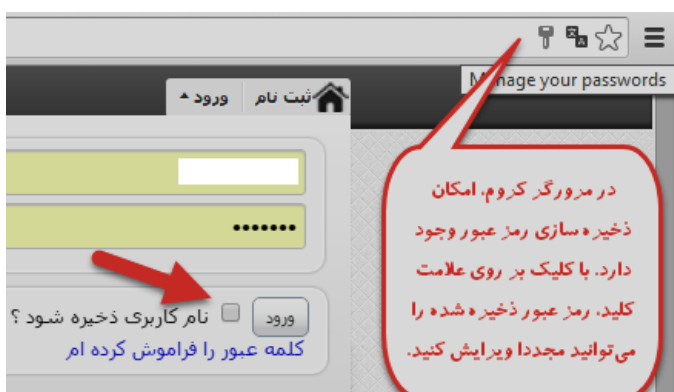 Manage your passwords
ثبت نام
ورود
در مرورگر کروم، امکان
ذخیره سازی رمز عبور وجود
دارد. با کلیک بر روی علامت
کلید، رمز عبور ذخیره شده را
می‌توانید مجددا ویرایش کنید.
•••••••
ورود
نام کاربری ذخیره شود ؟
کلمه عبور را فراموش کرده ام